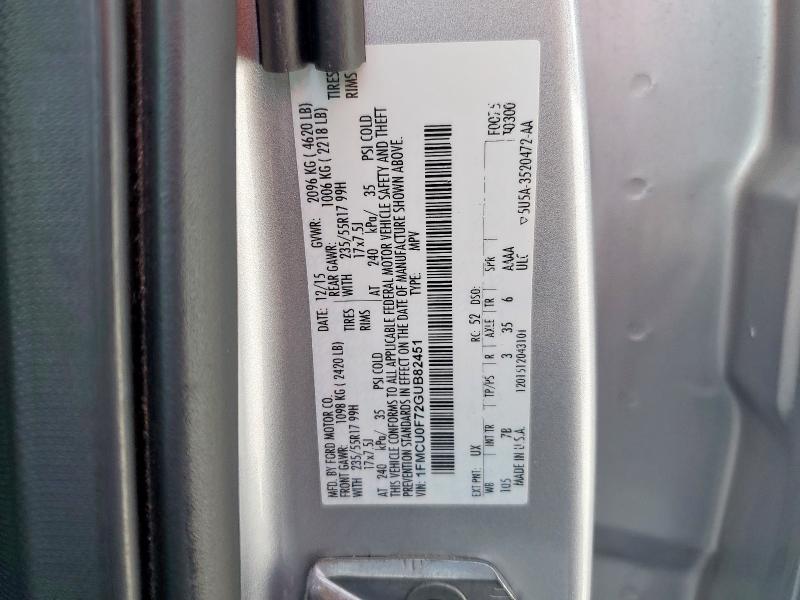 MFD. BY FORD MOTOR CO. DATE: 12/15 GVWR: 2096 KG ( 4620 LB)
FRONT GAWR: 1098 KG ( 2420 LB) REAR GAWR: 1006 KG ( 2218 LB)
WITH 235/55R17 99H TIRES WITH 235/55R17 99H TIRES
17x7.5J RIMS 17x7.5J RIMS
AT 240 kPa/ 35 PSI COLD AT 240 kPa/ 35 PSI COLD
THIS VEHICLE CONFORMS TO ALL APPLICABLE FEDERAL MOTOR VEHICLE SAFETY AND THEFT
PREVENTION STANDARDS IN EFFECT ON THE DATE OF MANUFACTURE SHOWN ABOVE.
VIN: 1FMCU0F72GUB82451 TYPE: MPV
EXT PNT: UX RC: 52 DSO:
WB INT TR TP/PS R AXLE TR SPR
105 7B 3 35 6 AAAA
MADE IN U.S.A. ULC
5U5A-3520472-AA